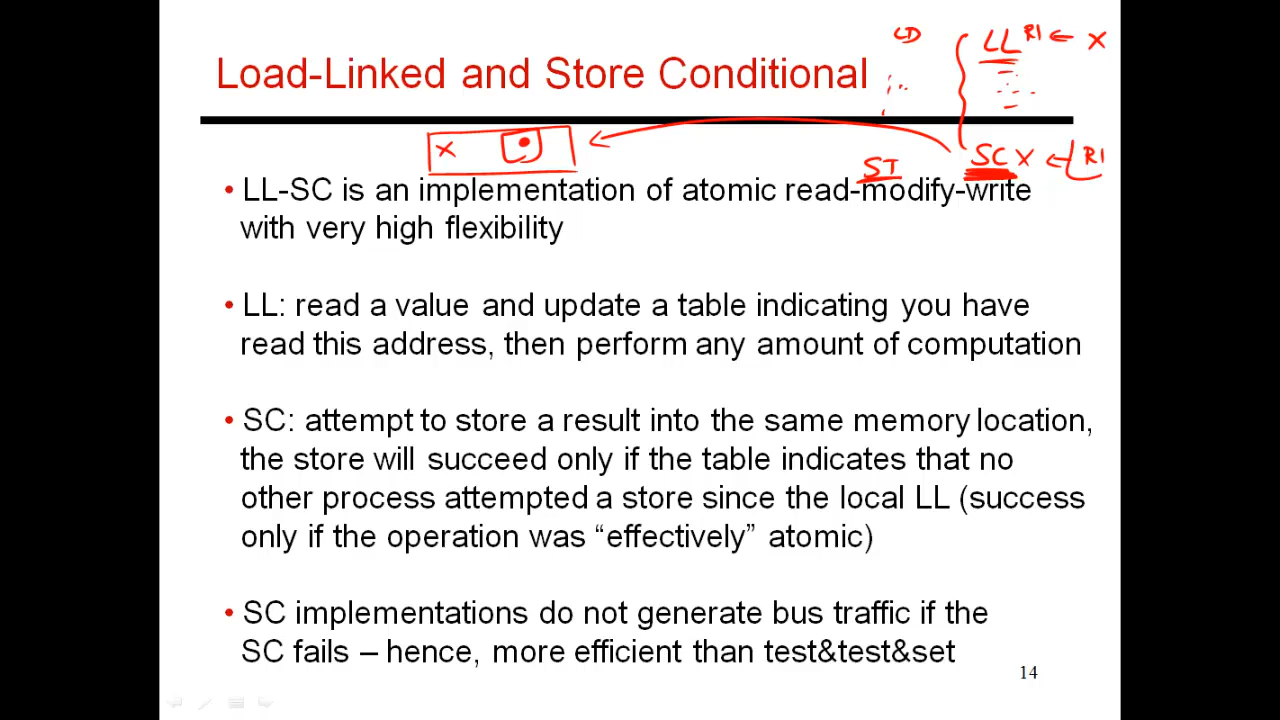 LD
LL R1 ← X
Load-Linked and Store Conditional
X
ST
SC X ← R1
• LL-SC is an implementation of atomic read-modify-write
with very high flexibility
• LL: read a value and update a table indicating you have
read this address, then perform any amount of computation
• SC: attempt to store a result into the same memory location,
the store will succeed only if the table indicates that no
other process attempted a store since the local LL (success
only if the operation was “effectively” atomic)
• SC implementations do not generate bus traffic if the
SC fails – hence, more efficient than test&test&set
14